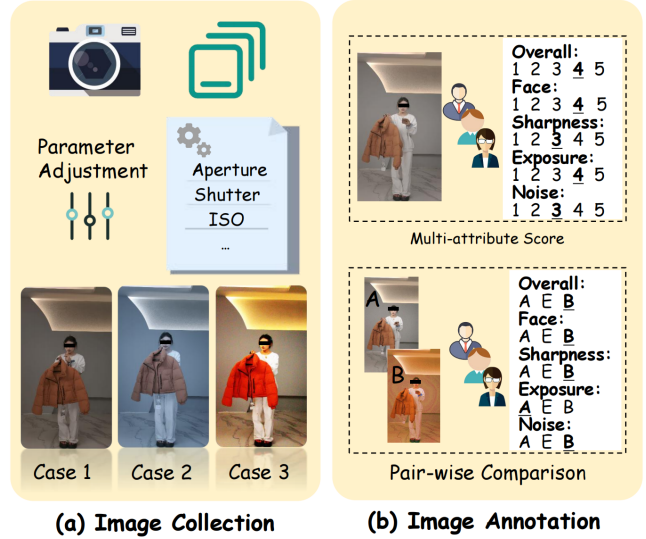 Parameter
Adjustment
Aperture
Shutter
ISO
...
Case 1
Case 2
Case 3
(a) Image Collection
Overall:
1 2 3 4 5
Face:
1 2 3 4 5
Sharpness:
1 2 3 4 5
Exposure:
1 2 3 4 5
Noise:
1 2 3 4 5
Multi-attribute Score
A
B
Overall:
A E B
Face:
A E B
Sharpness:
A E B
Exposure:
A E B
Noise:
A E B
Pair-wise Comparison
(b) Image Annotation